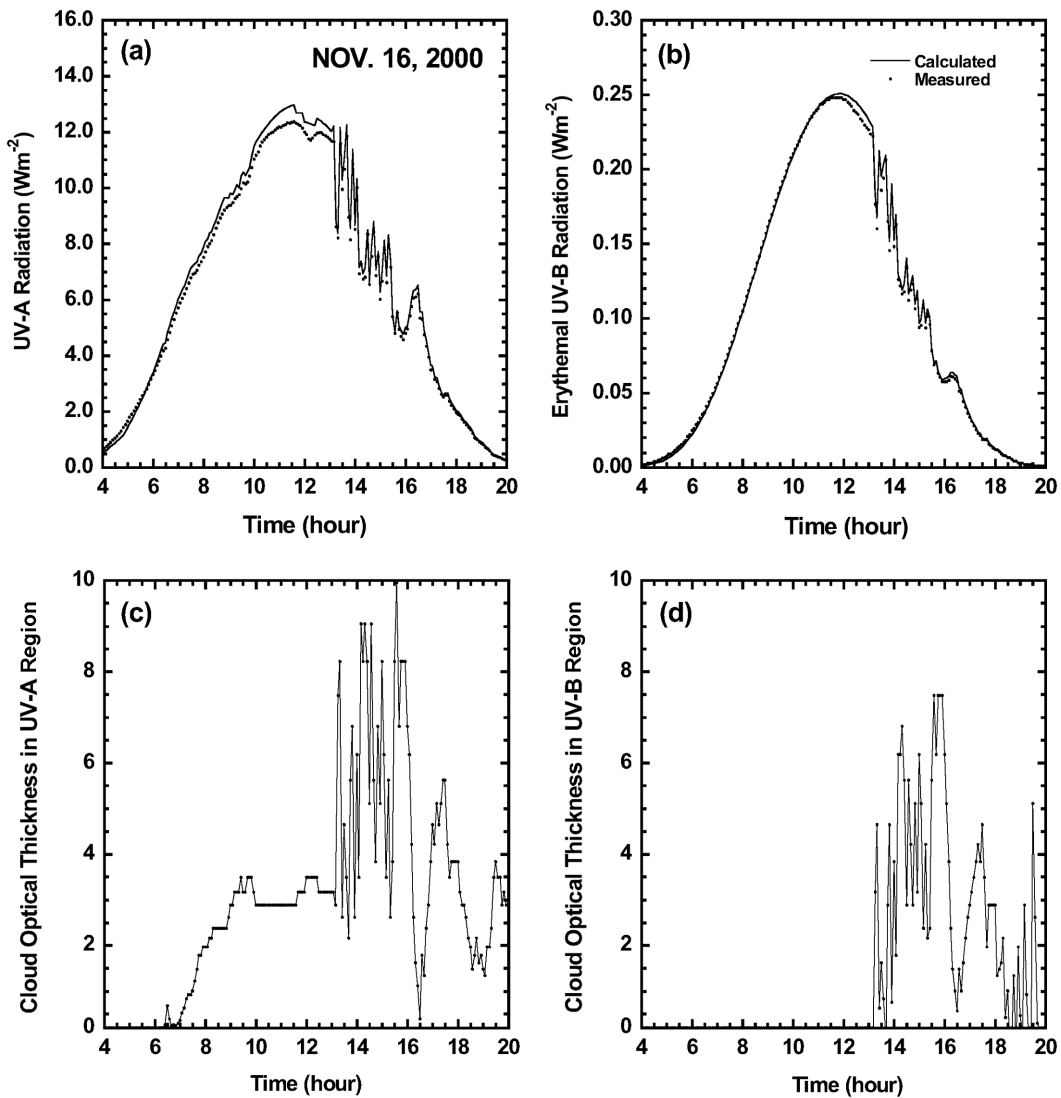 (a)
NOV. 16, 2000
16.0
14.0
12.0
10.0
8.0
6.0
4.0
2.0
0.0
UV-A Radiation (Wm-2)
4 6 8 10 12 14 16 18 20
Time (hour)
(b)
Calculated
Measured
0.30
0.25
0.20
0.15
0.10
0.05
0.00
Erythemal UV-B Radiation (Wm-2)
4 6 8 10 12 14 16 18 20
Time (hour)
(c)
10
8
6
4
2
0
Cloud Optical Thickness in UV-A Region
4 6 8 10 12 14 16 18 20
Time (hour)
(d)
10
8
6
4
2
0
Cloud Optical Thickness in UV-B Region
4 6 8 10 12 14 16 18 20
Time (hour)